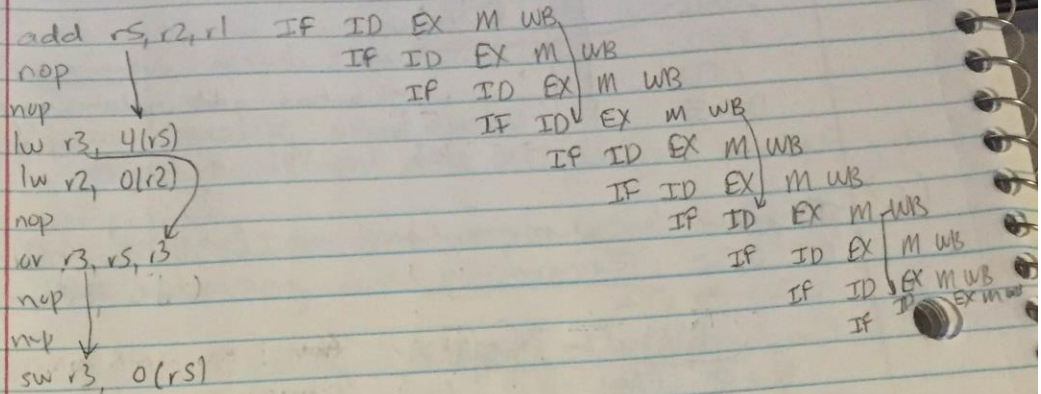 add r5, r2, r1 IF ID EX M WB
nop IF ID EX M WB
nop IF ID EX M WB
lw r3, 4(r5) IF ID EX M WB
lw r2, 0(r2) IF ID EX M WB
nop IF ID EX M WB
or r3, r5, r3 IF ID EX M WB
nop IF ID EX M WB
nop IF ID EX M WB
sw r3, 0(r5) IF ID EX M WB